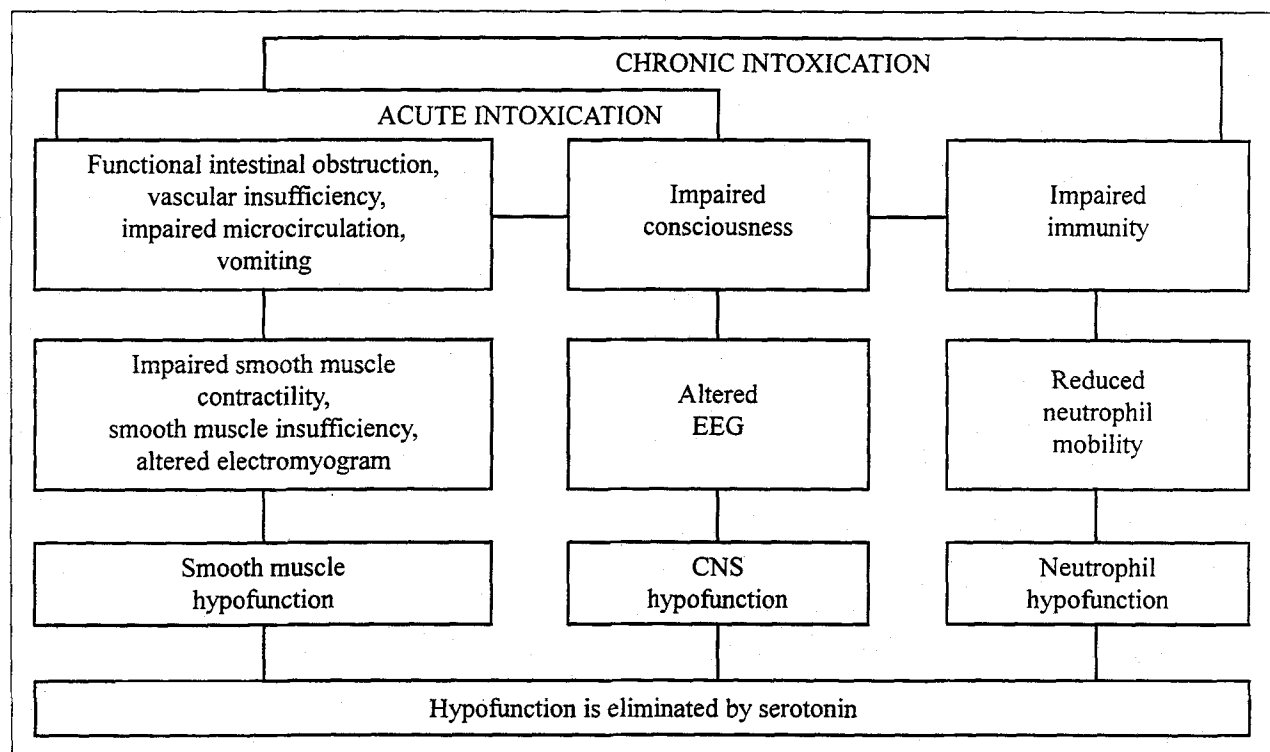 CHRONIC INTOXICATION
ACUTE INTOXICATION
Functional intestinal obstruction,
vascular insufficiency,
impaired microcirculation,
vomiting
Impaired
consciousness
Impaired
immunity
Impaired smooth muscle
contractility,
smooth muscle insufficiency,
altered electromyogram
Altered
EEG
Reduced
neutrophil
mobility
Smooth muscle
hypofunction
CNS
hypofunction
Neutrophil
hypofunction
Hypofunction is eliminated by serotonin